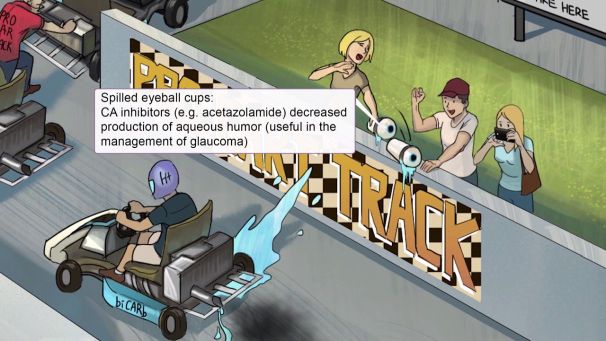 HERE
PRO
Spilled eyeball cups:
CA inhibitors (e.g. acetazolamide) decreased
production of aqueous humor (useful in the
management of glaucoma)
TRACK
H+
biCARb